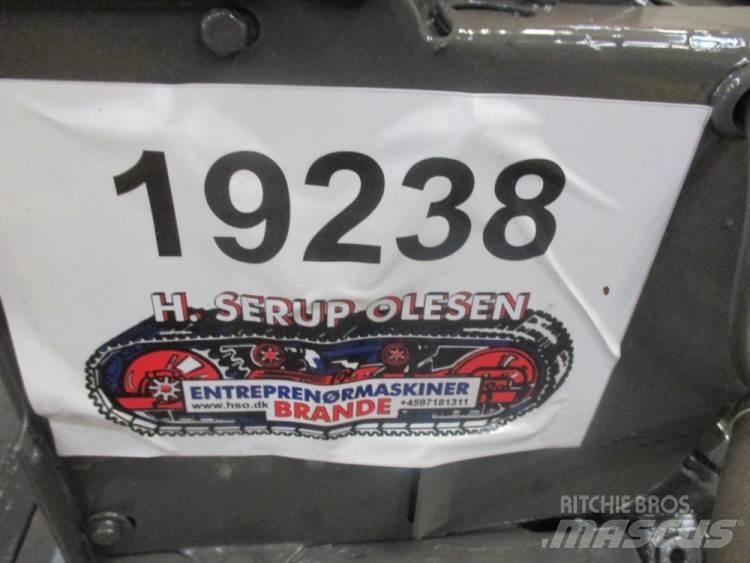 19238
H. SERUP OLESEN
ENTREPRENØRMASKINER
www.hso.dk BRANDE +4597181311
RITCHIE BROS.
MASCUS